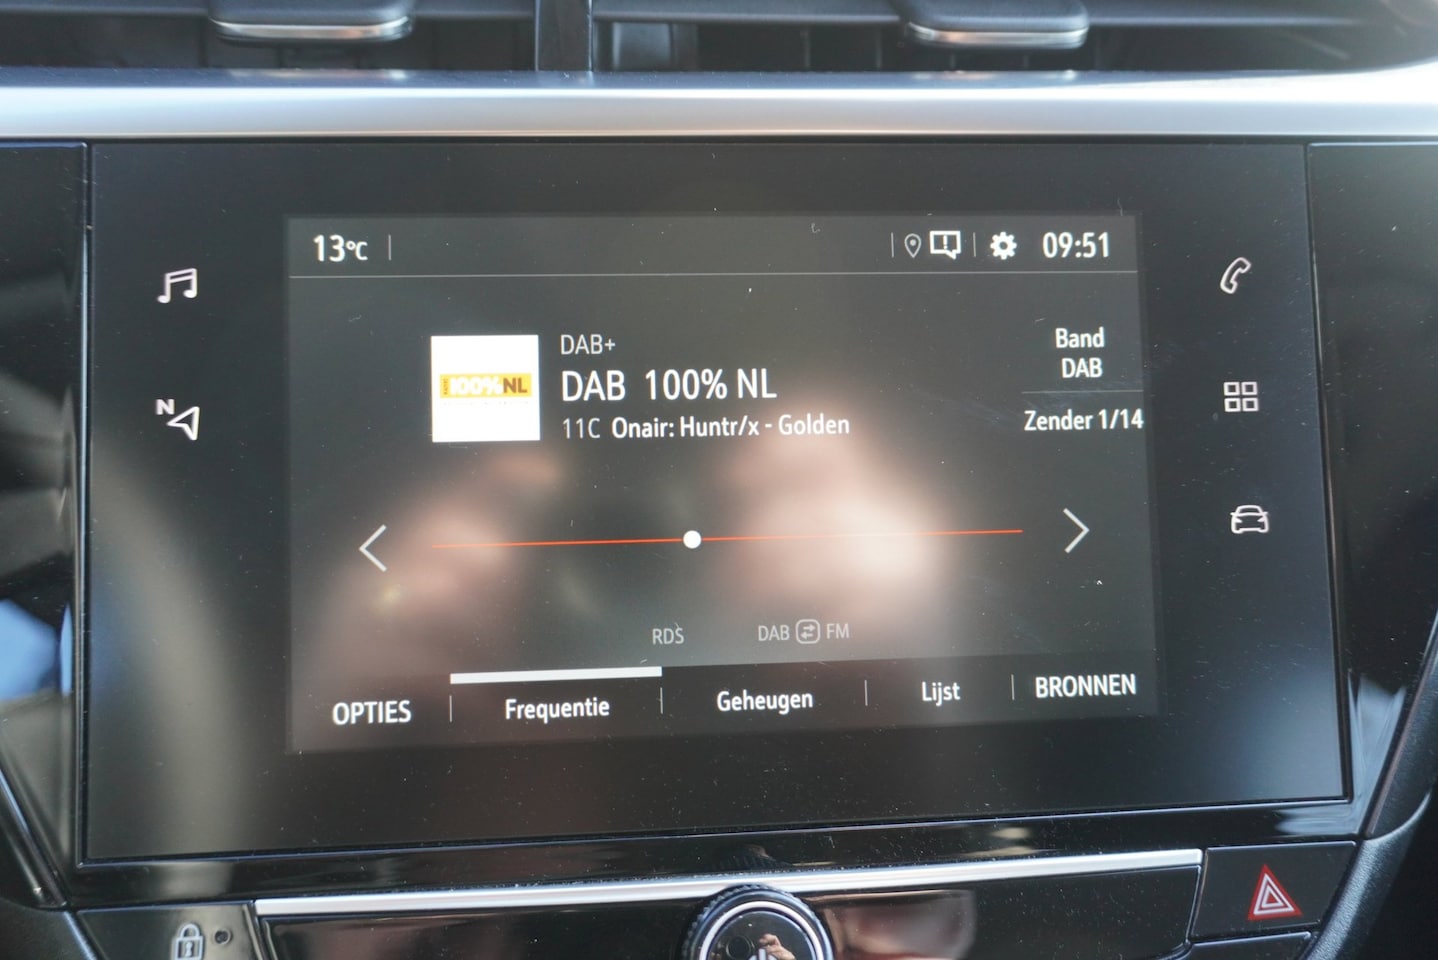 13°C
09:51
N
100%NL
DAB+
DAB 100% NL
11C Onair: Huntr/x - Golden
Band
DAB
Zender 1/14
RDS
DAB FM
OPTIES
Frequentie
Geheugen
Lijst
BRONNEN